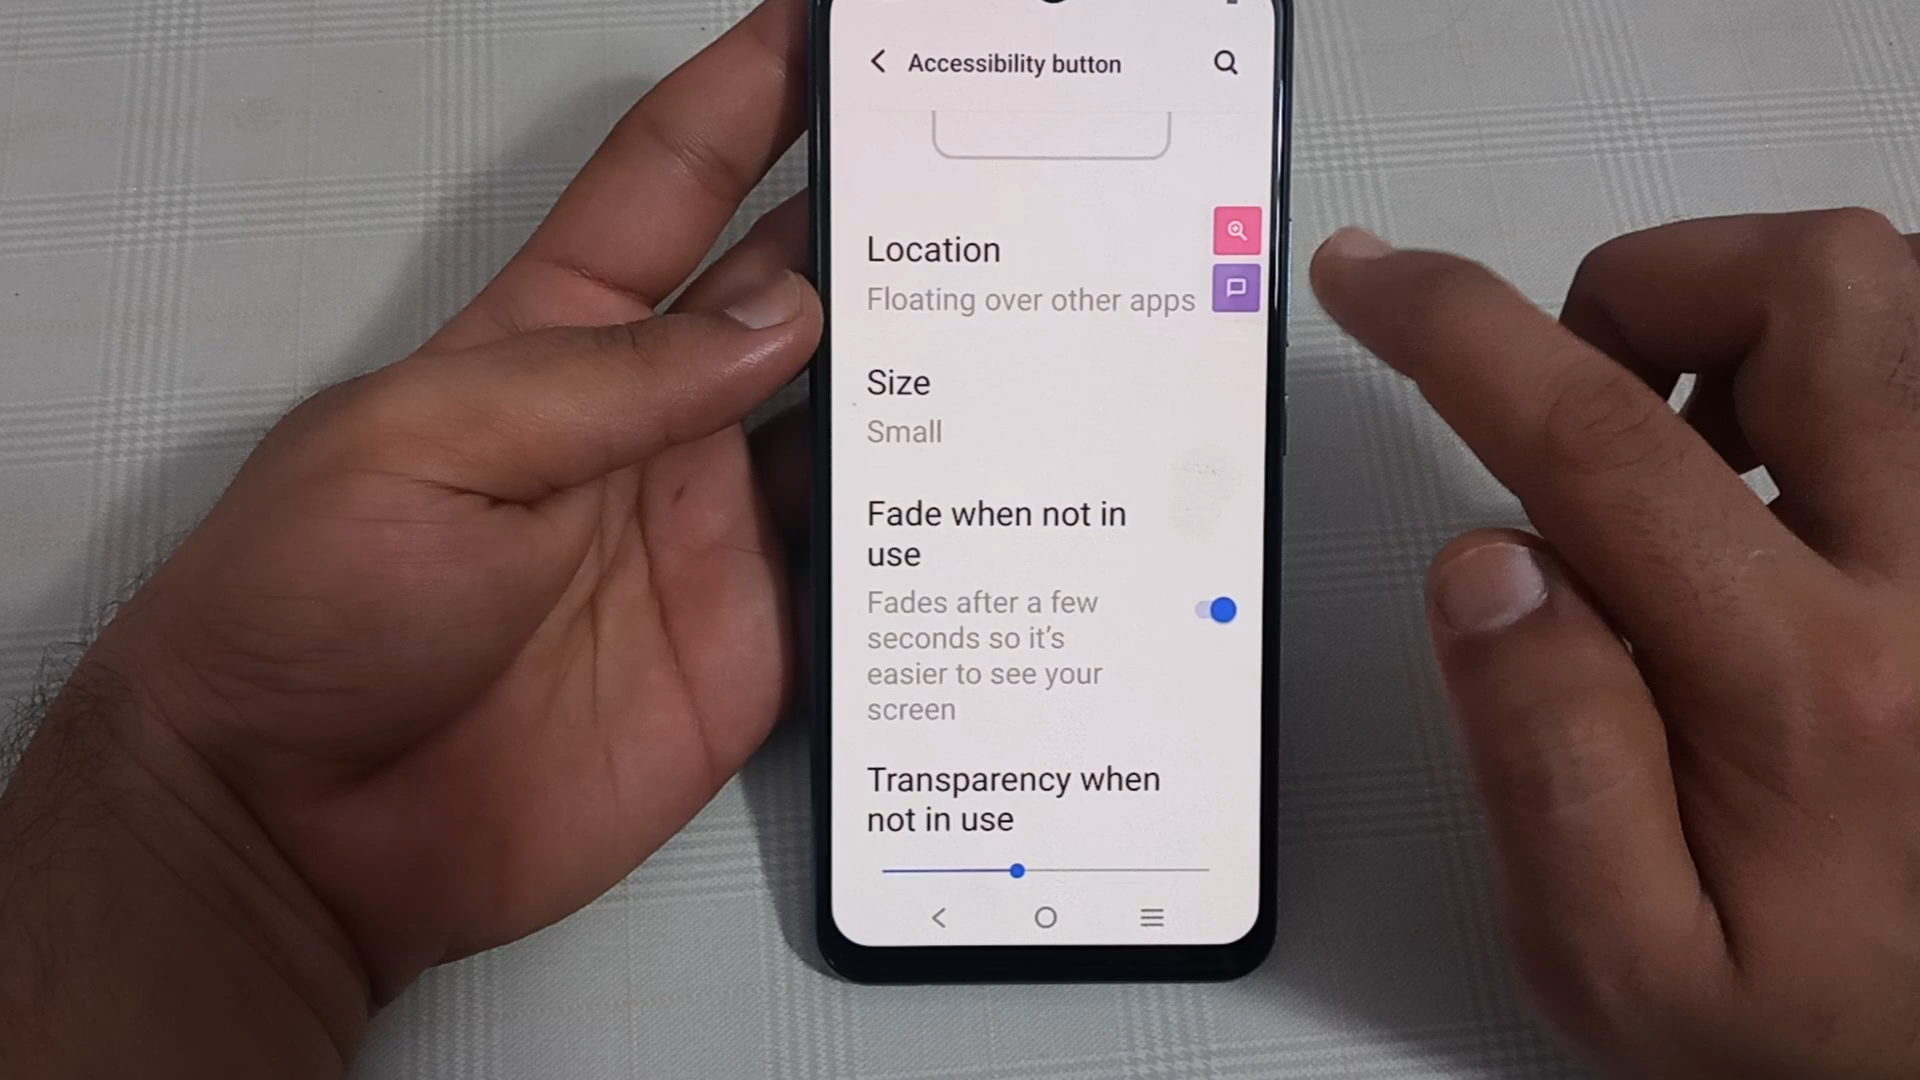 Accessibility button
Location
Floating over other apps
Size
Small
Fade when not in
use
Fades after a few
seconds so it's
easier to see your
screen
Transparency when
not in use